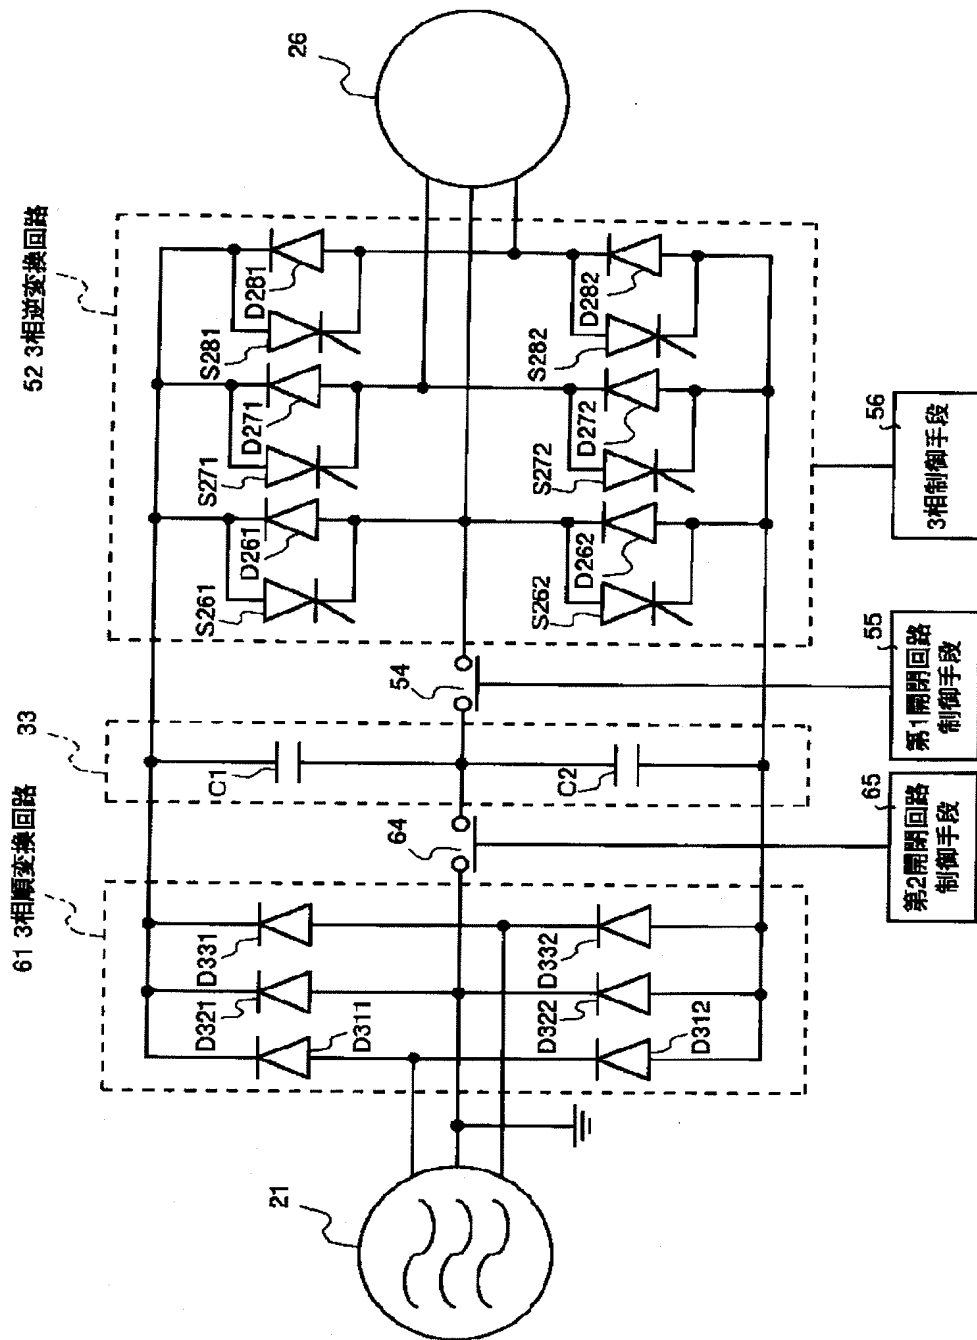 61 3相順変換回路
33
52 3相逆変換回路
26
21
D331
D321
D311
D332
D322
D312
C1
C2
64
54
S281
D281
S271
D271
S261
D261
S282
D282
S272
D272
S262
D262
65
第2開閉回路
制御手段
55
第1開閉回路
制御手段
56
3相制御手段